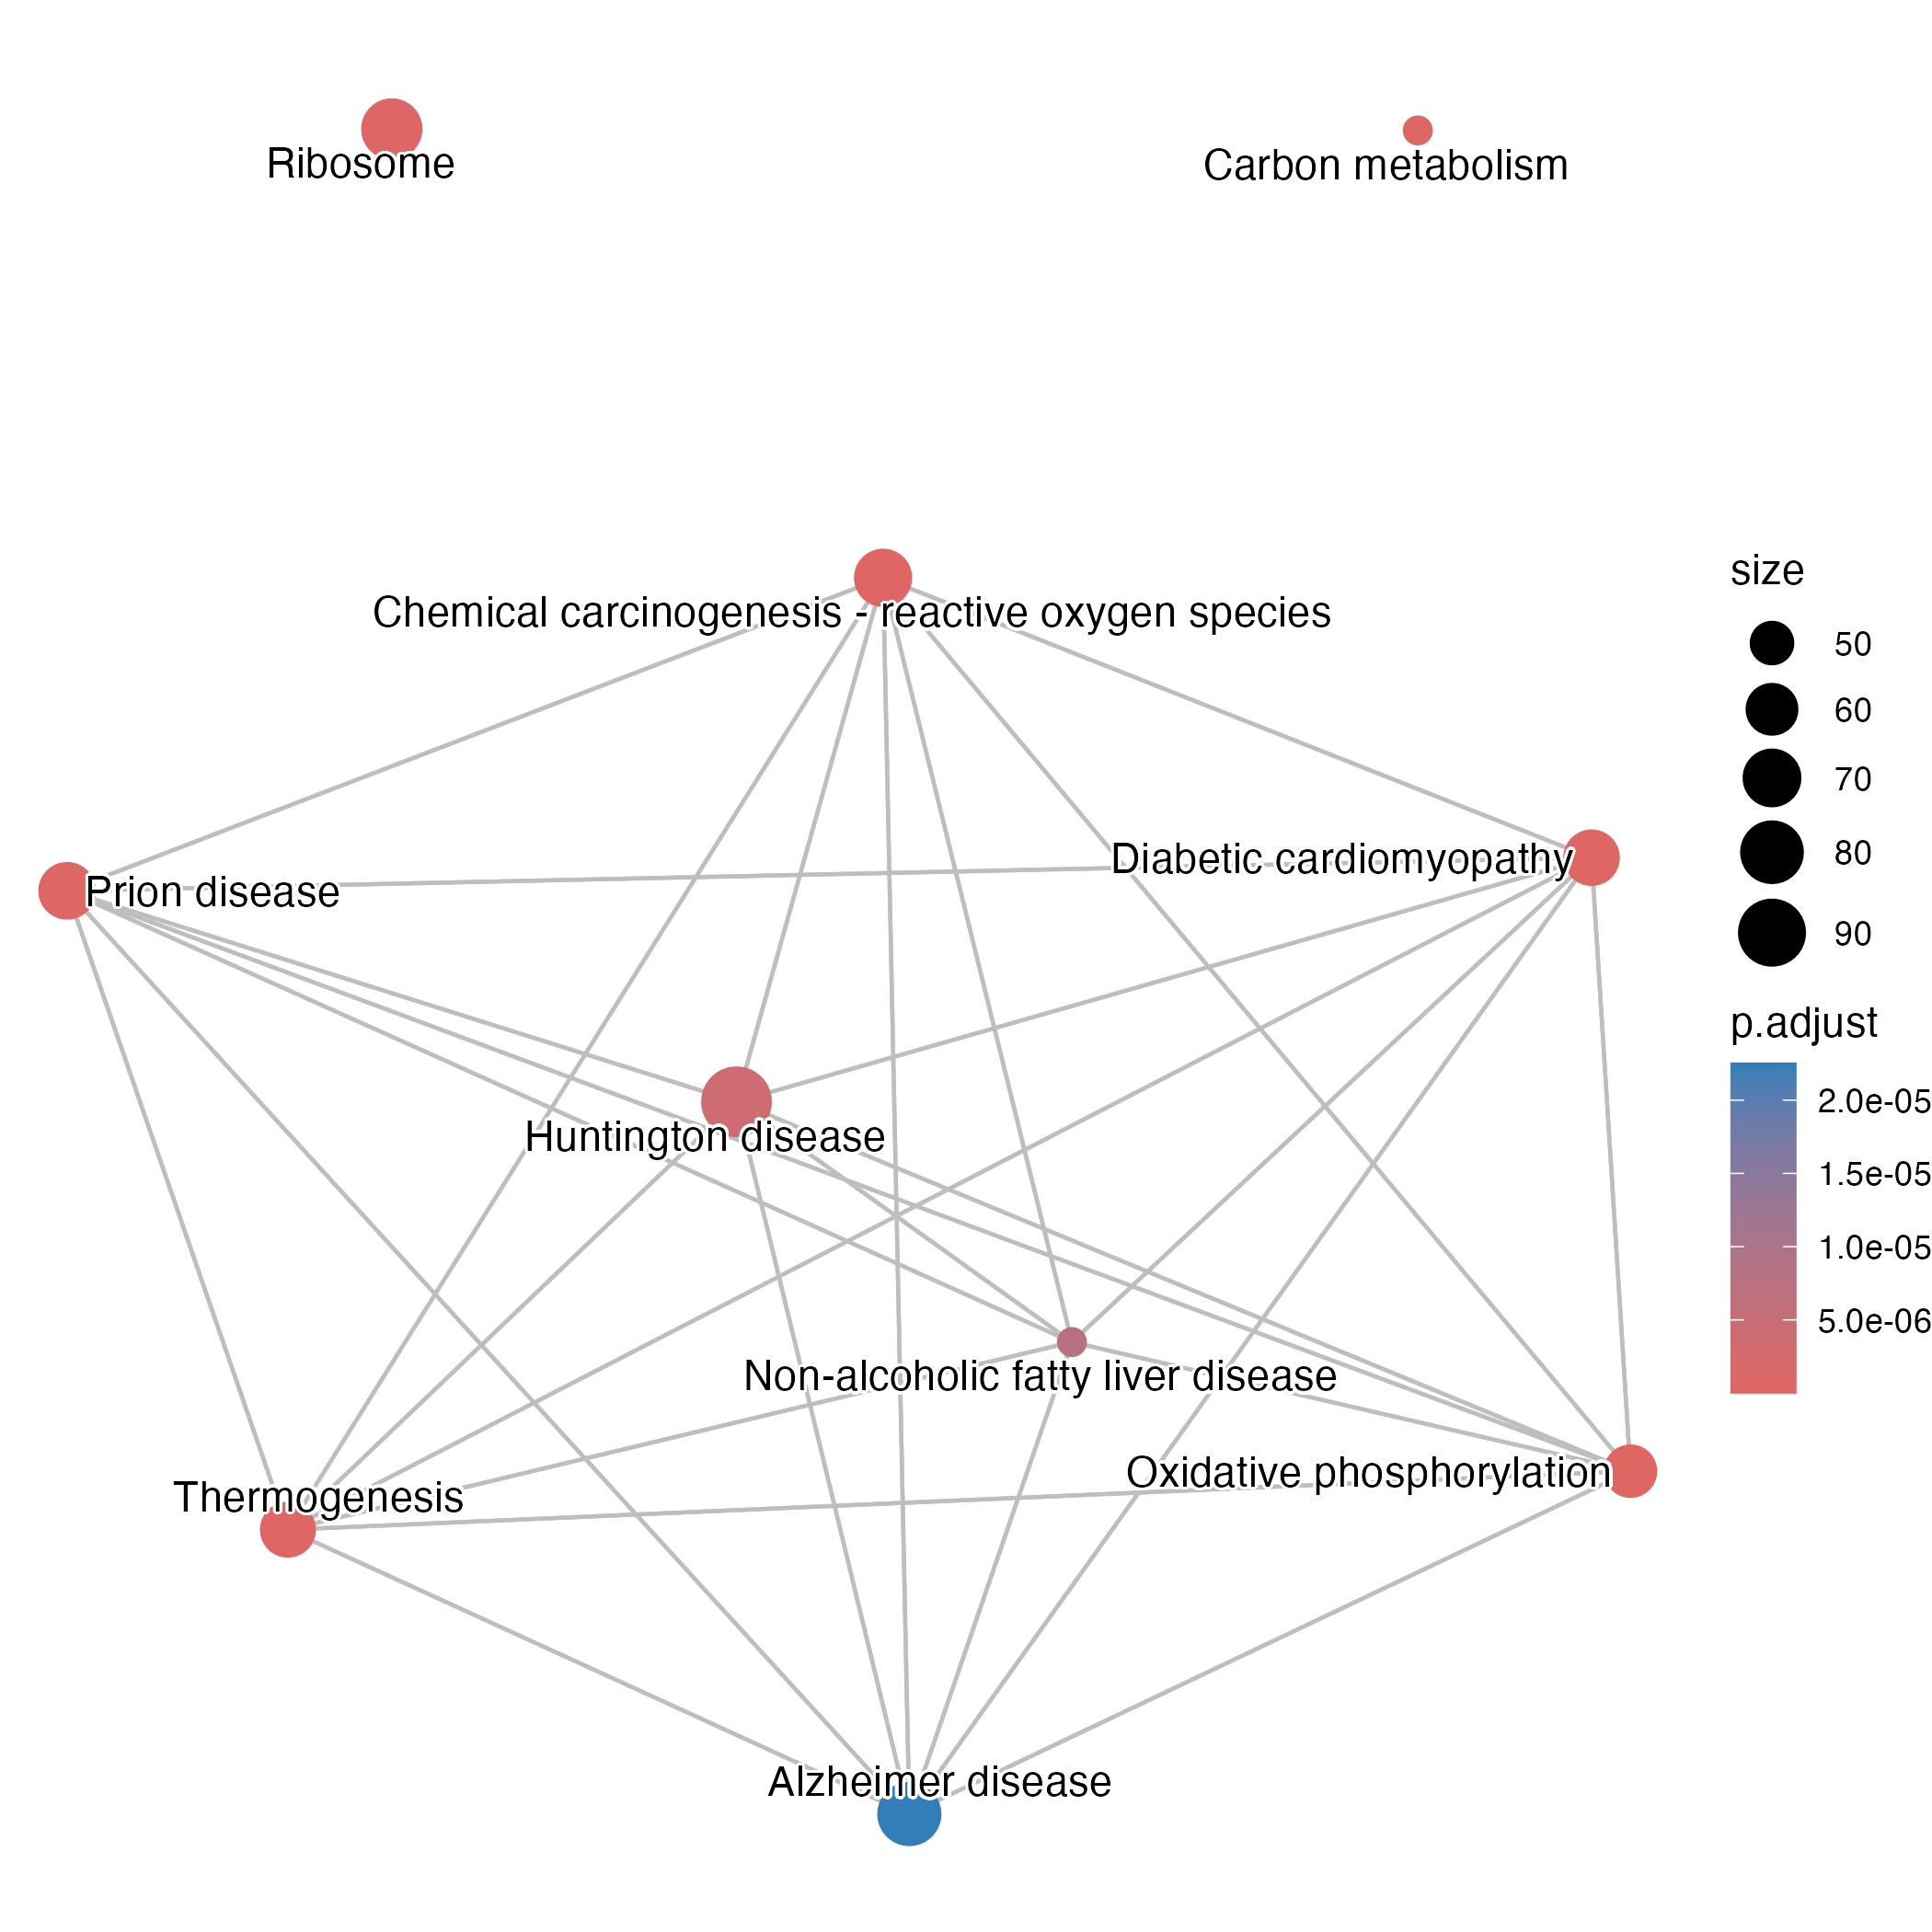 Ribosome
Carbon metabolism
Chemical carcinogenesis - reactive oxygen species
Diabetic cardiomyopathy
Prion disease
Huntington disease
Non-alcoholic fatty liver disease
Oxidative phosphorylation
Thermogenesis
Alzheimer disease
size
50
60
70
80
90
p.adjust
2.0e-05
1.5e-05
1.0e-05
5.0e-06